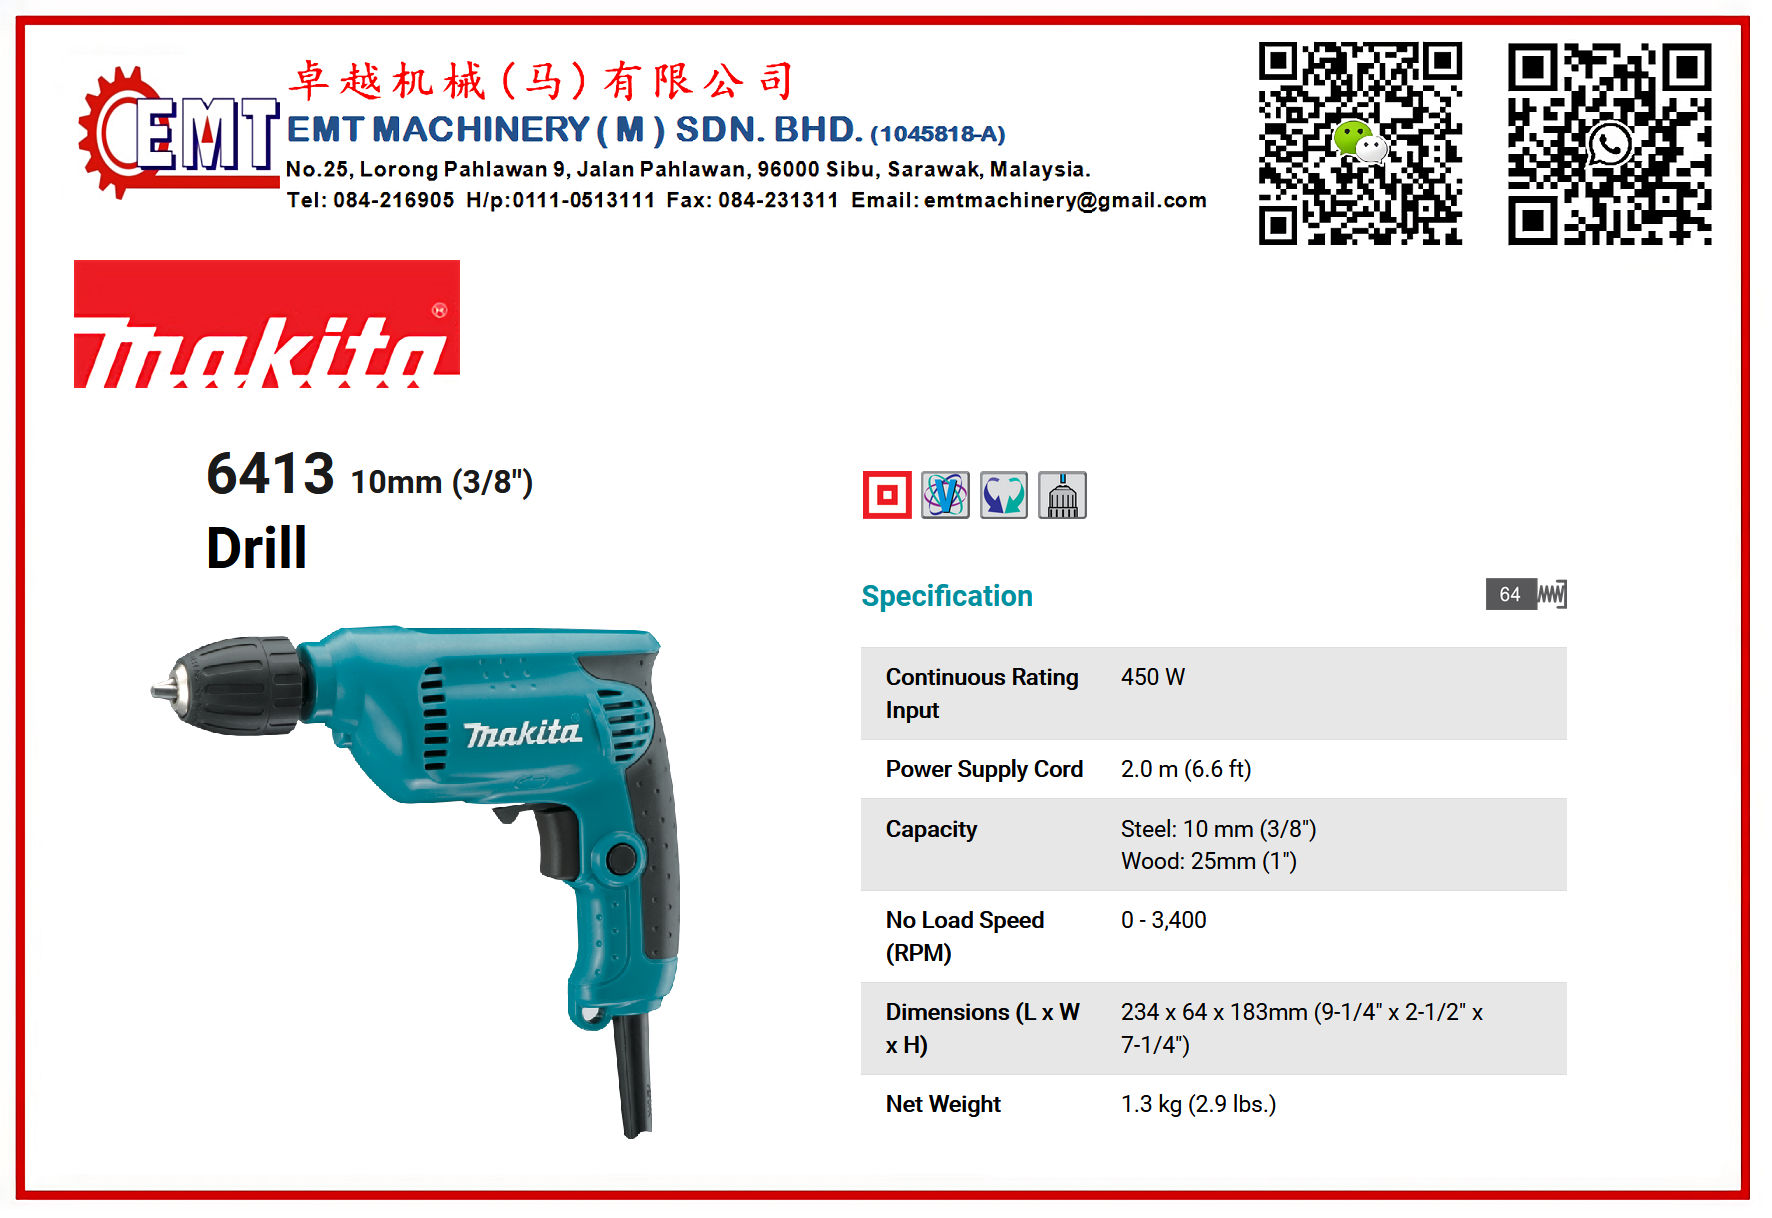 卓越机械(马)有限公司
EMT
EMT MACHINERY ( M ) SDN. BHD. (1045818-A)
No.25, Lorong Pahlawan 9, Jalan Pahlawan, 96000 Sibu, Sarawak, Malaysia.
Tel: 084-216905 H/p:0111-0513111 Fax: 084-231311 Email: emtmachinery@gmail.com
makita
6413 10mm (3/8")
Drill
V
Specification
64
Continuous Rating 450 W
Input
Power Supply Cord 2.0 m (6.6 ft)
Capacity Steel: 10 mm (3/8")
Wood: 25mm (1")
No Load Speed 0 - 3,400
(RPM)
Dimensions (L x W 234 x 64 x 183mm (9-1/4" x 2-1/2" x
x H) 7-1/4")
Net Weight 1.3 kg (2.9 lbs.)
makita